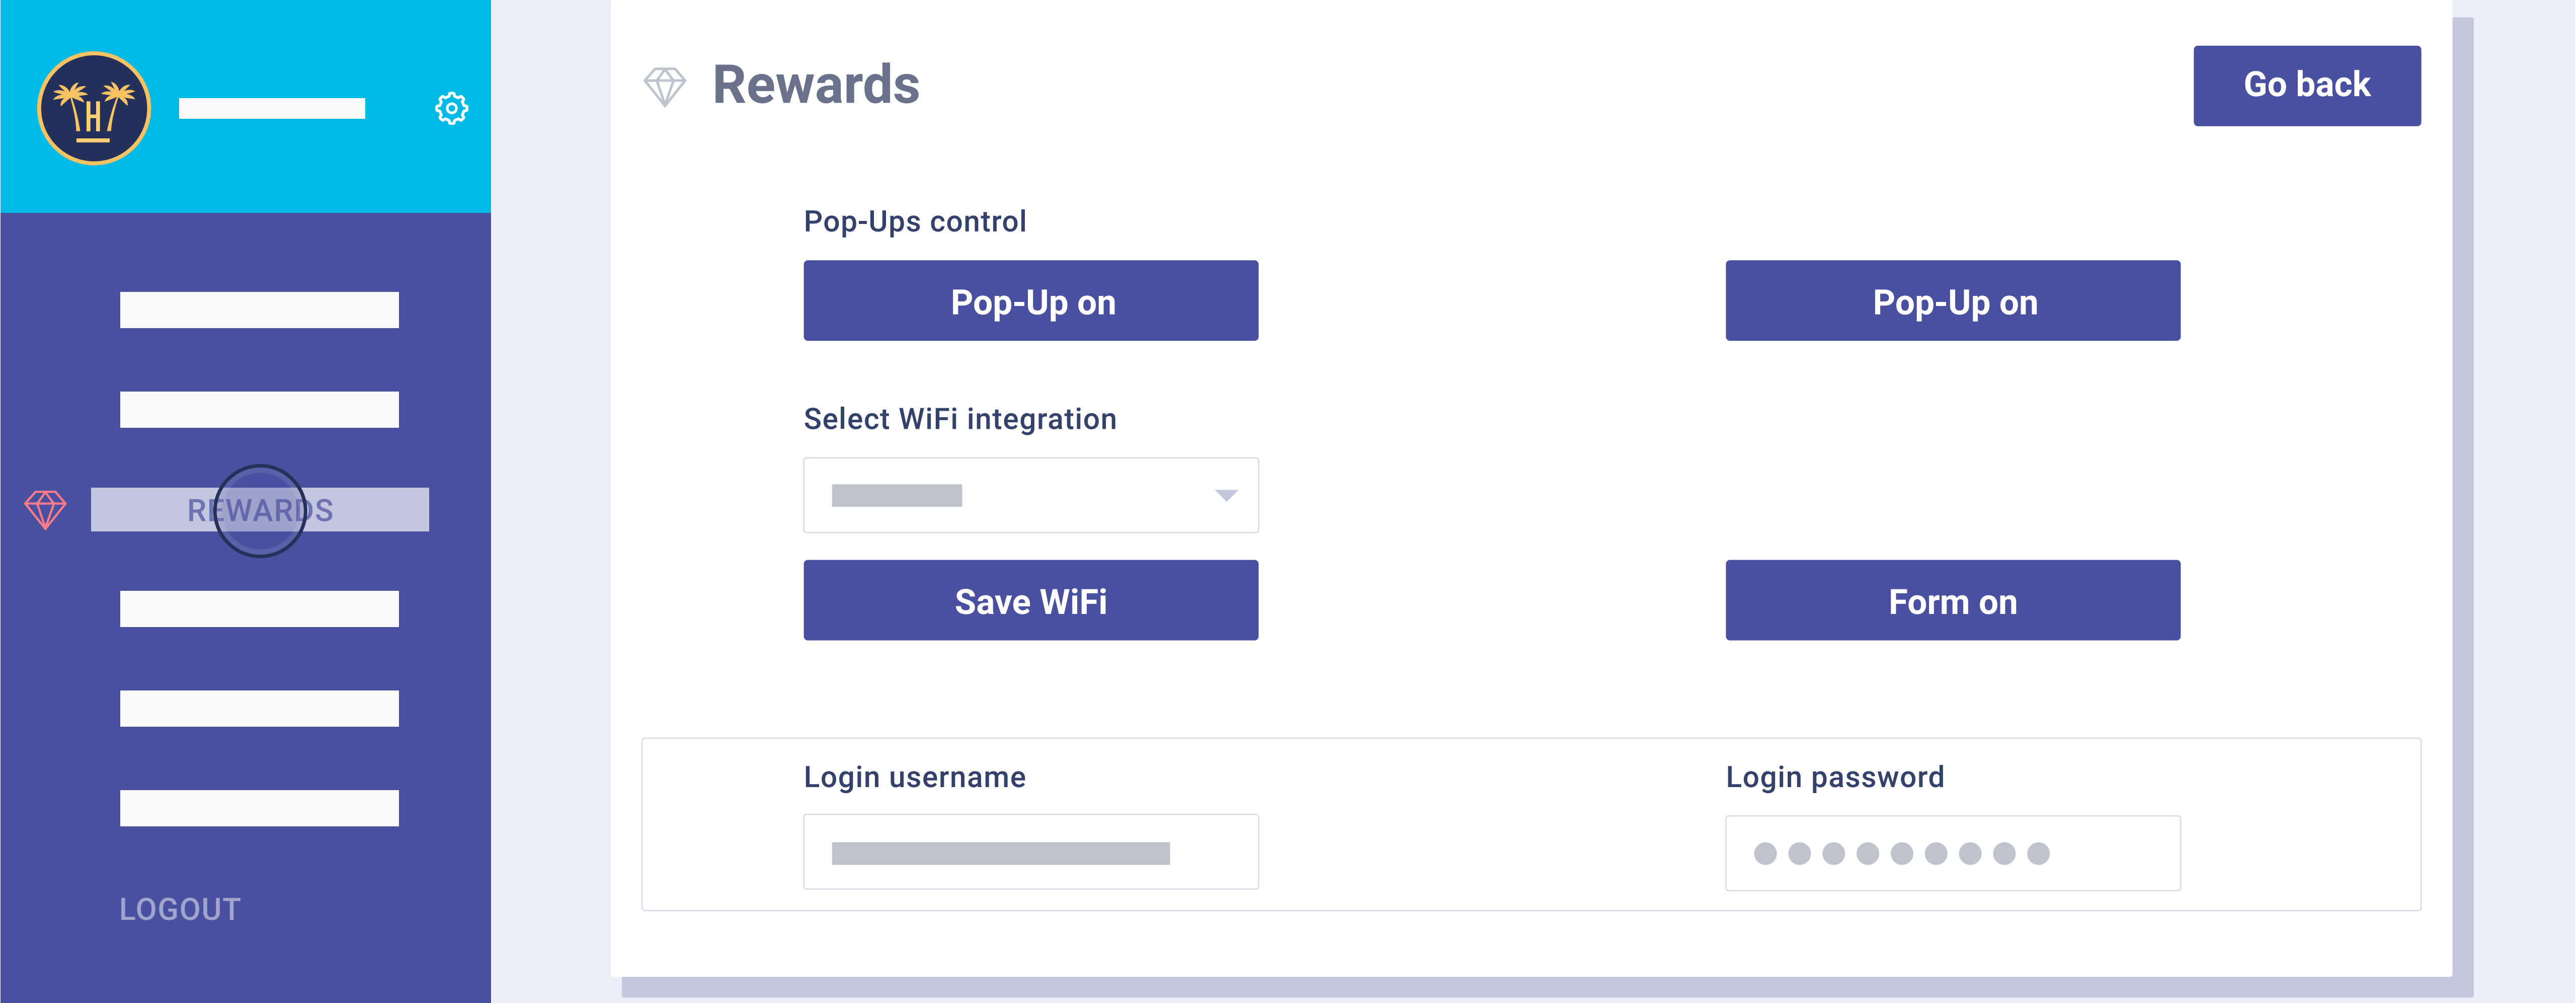 H
REWARDS
LOGOUT
Rewards
Go back
Pop-Ups control
Pop-Up on
Pop-Up on
Select WiFi integration
Save WiFi
Form on
Login username
Login password